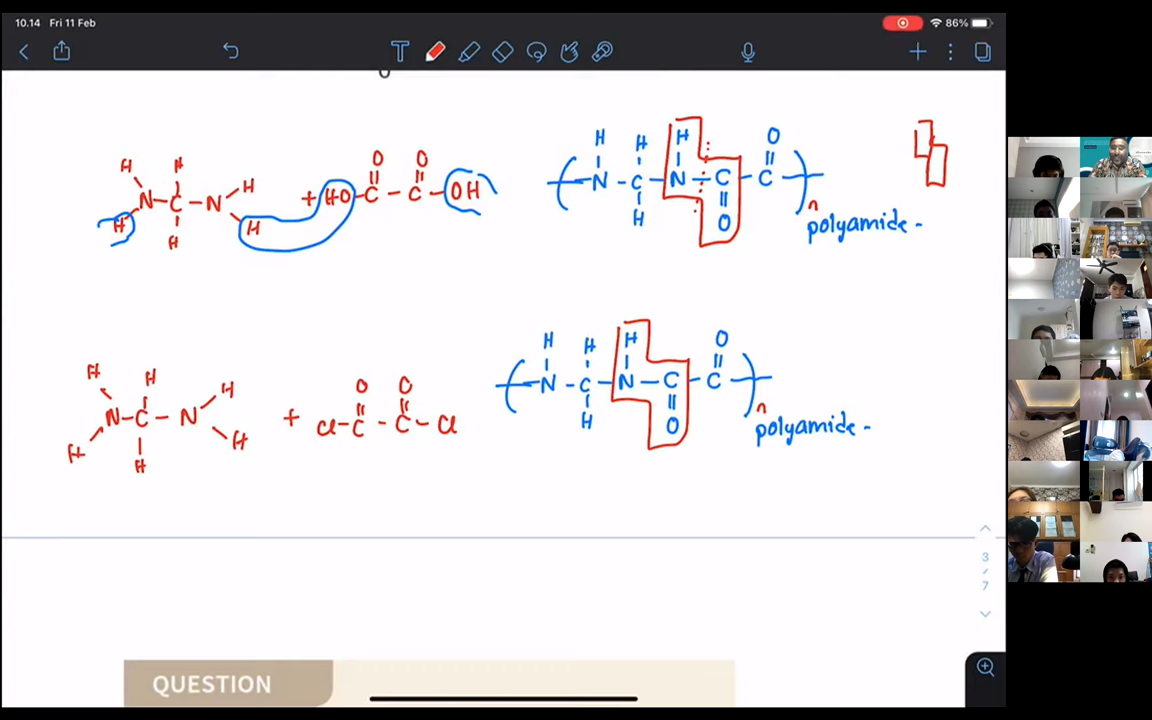 10.14 Fri 11 Feb
86%
T
H H H O O H H O
N - C - N + HO C - C - OH
H H H
( N - C - N - C - C ) n
H O
polyamide -
H H H O O H H H O
N - C - N + Cl - C - C - Cl
H H H
( N - C - N - C - C ) n
H O
polyamide -
3
/
7
QUESTION